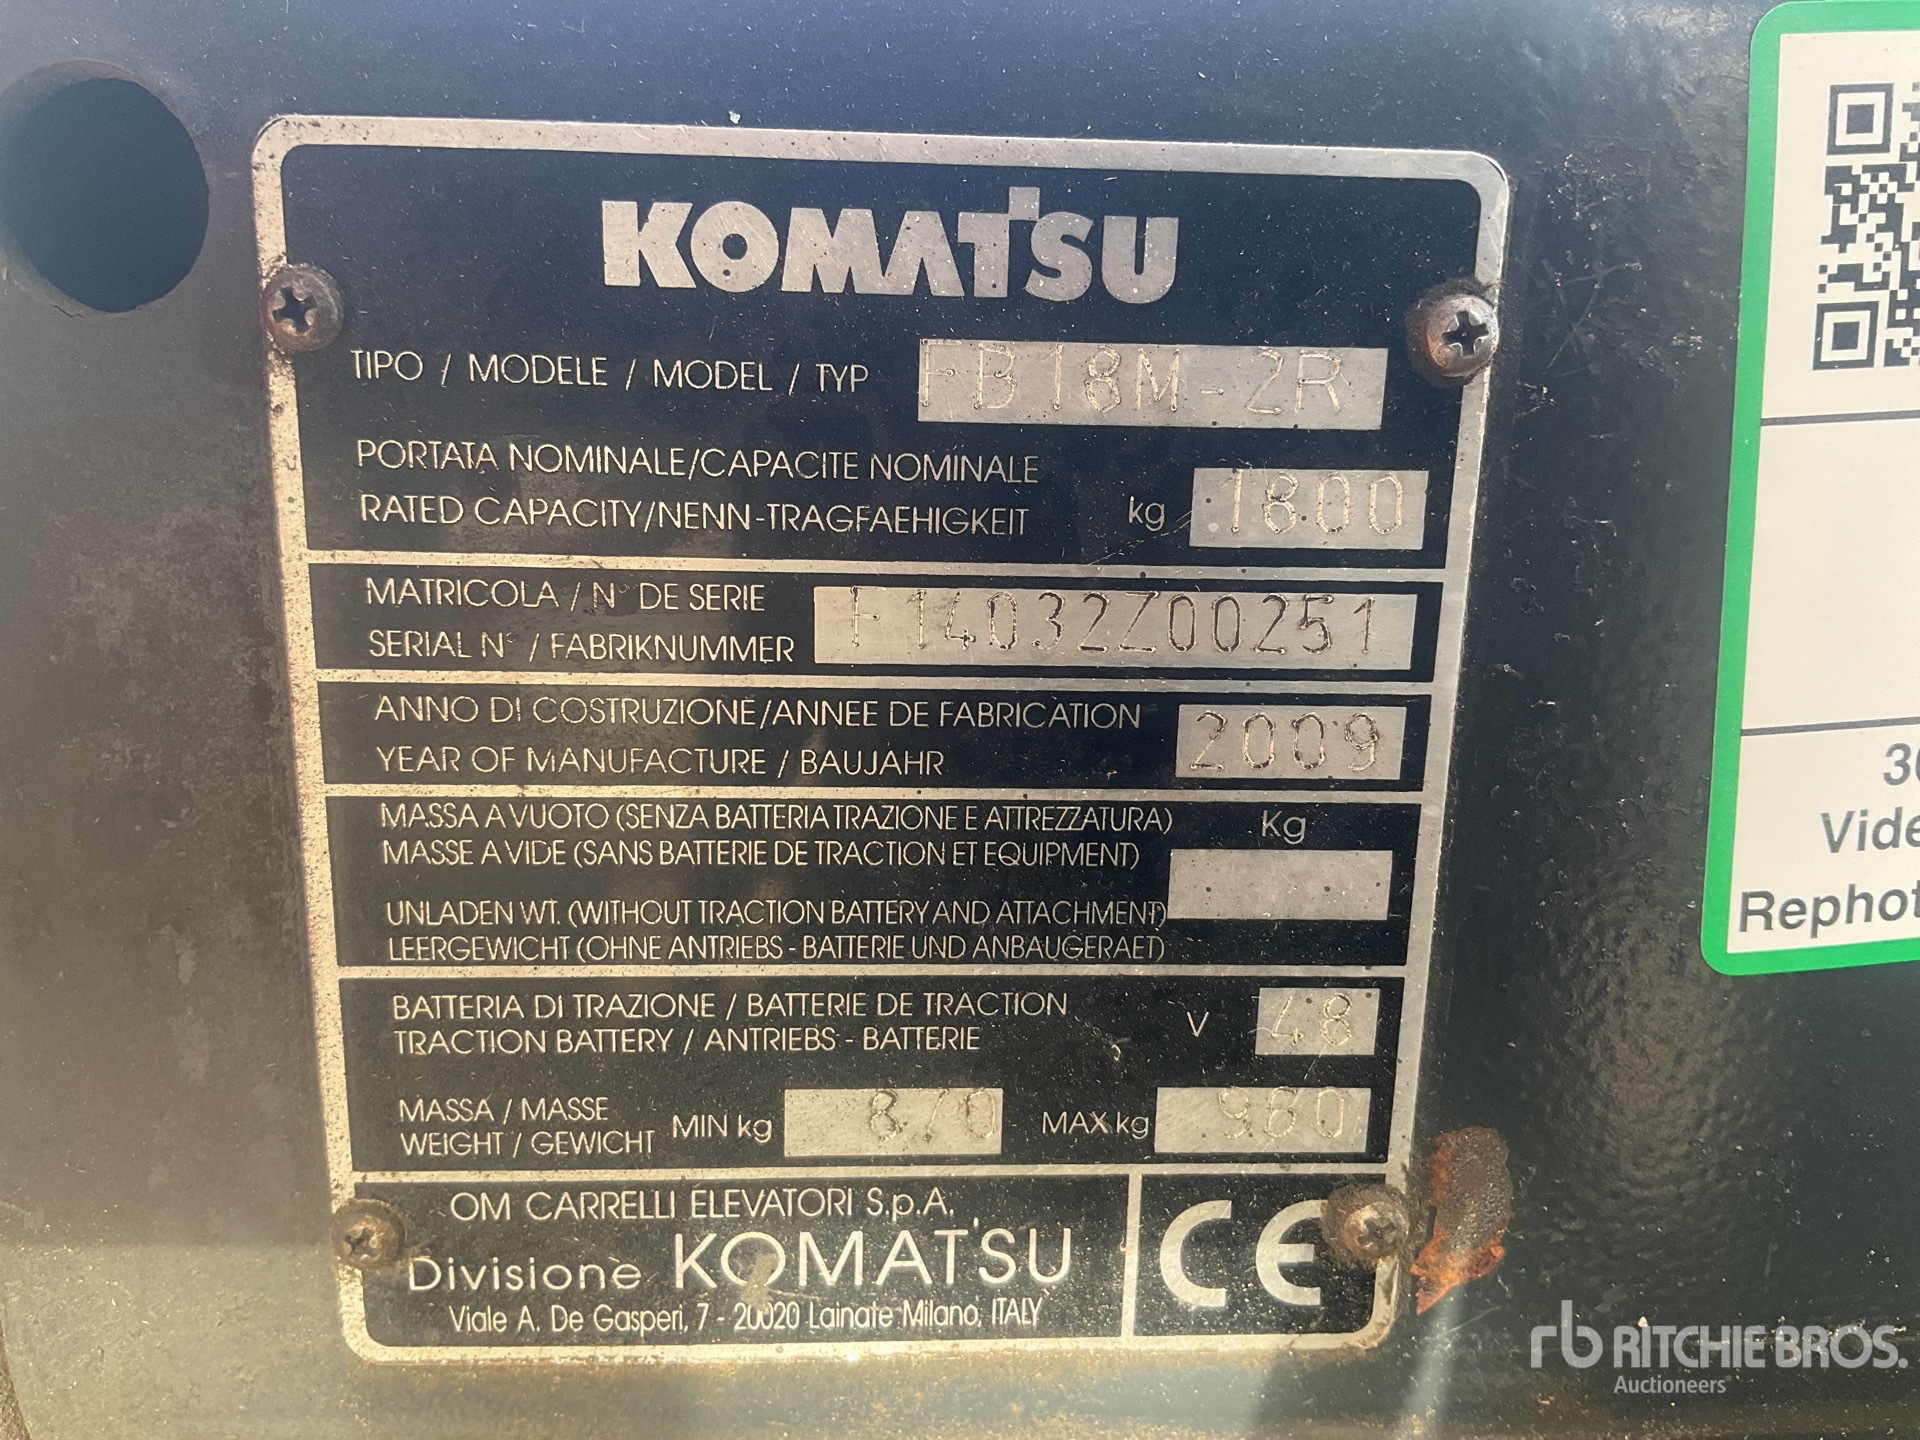 KOMATSU
TIPO / MODELE / MODEL / TYP FB18M-2R
PORTATA NOMINALE/CAPACITE NOMINALE
RATED CAPACITY/NENN-TRAGFAEHIGKEIT kg 1800
MATRICOLA / N° DE SERIE
SERIAL N° / FABRIKNUMMER F14032Z00251
ANNO DI COSTRUZIONE/ANNEE DE FABRICATION
YEAR OF MANUFACTURE / BAUJAHR 2009
MASSA A VUOTO (SENZA BATTERIA TRAZIONE E ATTREZZATURA) Kg
MASSE A VIDE (SANS BATTERIE DE TRACTION ET EQUIPMENT)
UNLADEN WT. (WITHOUT TRACTION BATTERY AND ATTACHMENT)
LEERGEWICHT (OHNE ANTRIEBS - BATTERIE UND ANBAUGERAET)
BATTERIA DI TRAZIONE / BATTERIE DE TRACTION
TRACTION BATTERY / ANTRIEBS - BATTERIE V 48
MASSA / MASSE
WEIGHT / GEWICHT MIN kg 870 MAX kg 960
OM CARRELLI ELEVATORI S.p.A.
Divisione KOMATSU
Viale A. De Gasperi, 7 - 20020 Lainate Milano, ITALY
CE
Vide
Rephot
rb RITCHIE BROS.
Auctioneers